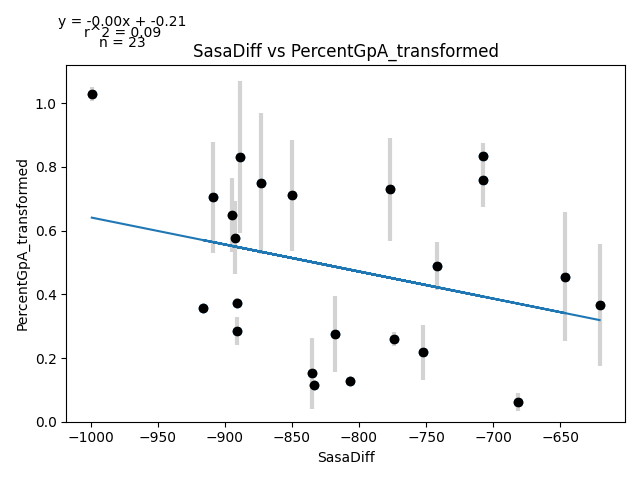 y = -0.00x + -0.21
r^2 = 0.09
n = 23
SasaDiff vs PercentGpA_transformed
PercentGpA_transformed
1.0
0.8
0.6
0.4
0.2
0.0
−1000 −950 −900 −850 −800 −750 −700 −650
SasaDiff